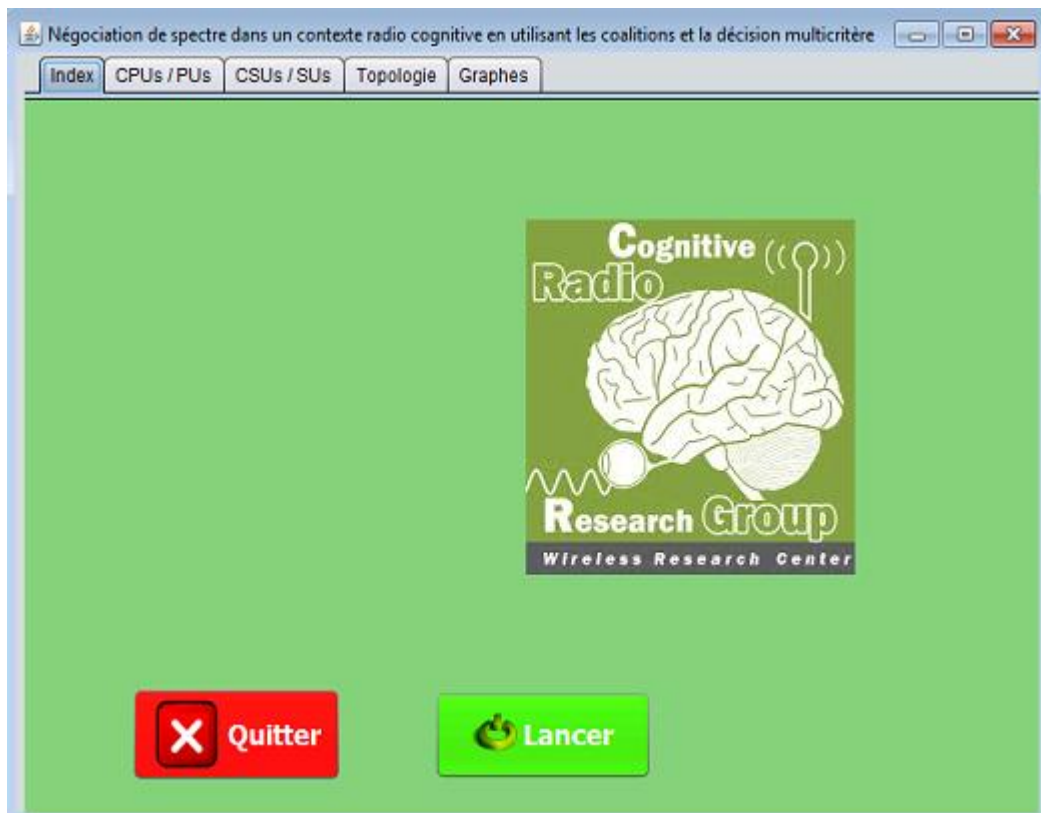 Négociation de spectre dans un contexte radio cognitive en utilisant les coalitions et la décision multicritère
Index CPUs / PUs CSUs / SUs Topologie Graphes
Cognitive
Radio
Research Group
Wireless Research Center
Quitter Lancer